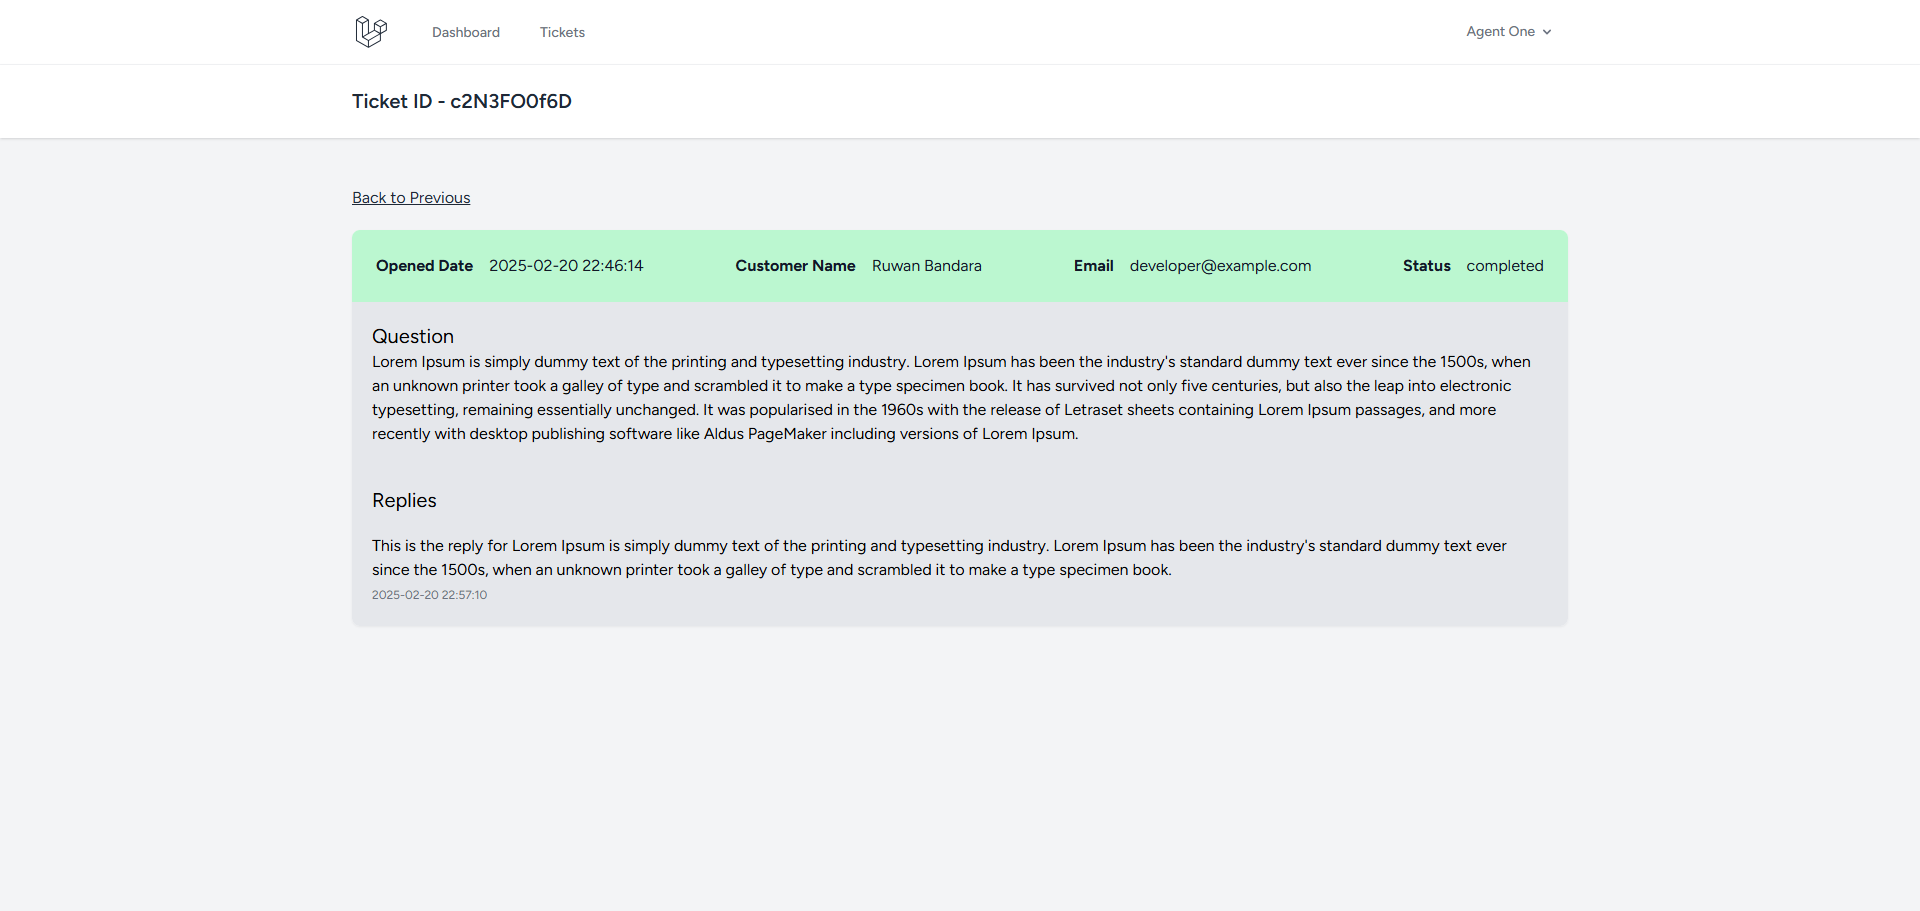 Dashboard
Tickets
Agent One
Ticket ID - c2N3FO0f6D
Back to Previous
Opened Date 2025-02-20 22:46:14 Customer Name Ruwan Bandara Email developer@example.com Status completed
Question
Lorem Ipsum is simply dummy text of the printing and typesetting industry. Lorem Ipsum has been the industry's standard dummy text ever since the 1500s, when
an unknown printer took a galley of type and scrambled it to make a type specimen book. It has survived not only five centuries, but also the leap into electronic
typesetting, remaining essentially unchanged. It was popularised in the 1960s with the release of Letraset sheets containing Lorem Ipsum passages, and more
recently with desktop publishing software like Aldus PageMaker including versions of Lorem Ipsum.
Replies
This is the reply for Lorem Ipsum is simply dummy text of the printing and typesetting industry. Lorem Ipsum has been the industry's standard dummy text ever
since the 1500s, when an unknown printer took a galley of type and scrambled it to make a type specimen book.
2025-02-20 22:57:10